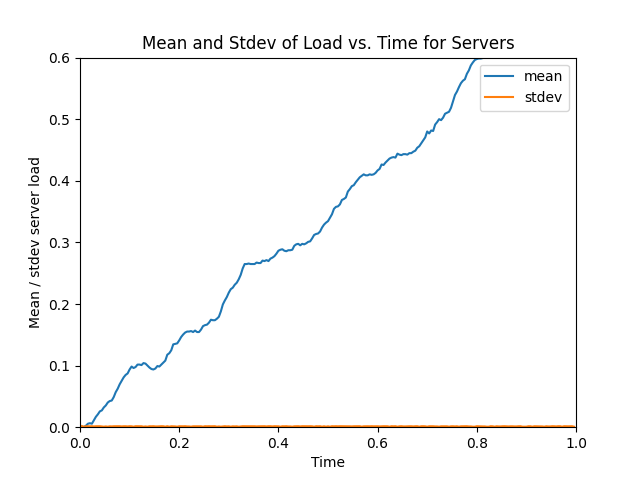 Mean and Stdev of Load vs. Time for Servers
mean
stdev
Mean / stdev server load
0.6
0.5
0.4
0.3
0.2
0.1
0.0
0.0 0.2 0.4 0.6 0.8 1.0
Time